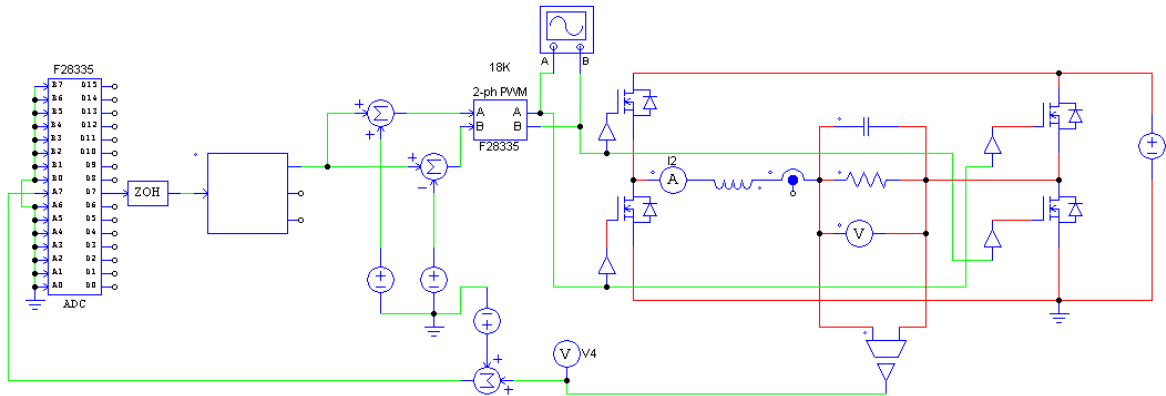 F28335
B7 D15
B6 D14
B5 D13
B4 D12
B3 D11
B2 D10
B1 D9
B0 D8
A7 D7
A6 D6
A5 D5
A4 D4
A3 D3
A2 D2
A1 D1
A0 D0
ADC
ZOH
18K
2-ph PWM
A A
B B
F28335
A B
I2
A
V
V V4